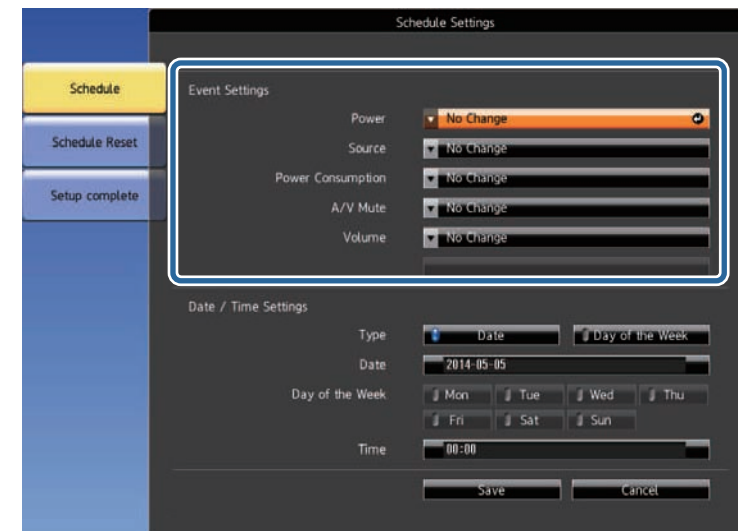 Schedule Settings
Schedule
Schedule Reset
Setup complete
Event Settings
Power No Change
Source No Change
Power Consumption No Change
A/V Mute No Change
Volume No Change
Date / Time Settings
Type Date Day of the Week
Date 2014-05-05
Day of the Week Mon Tue Wed Thu
Fri Sat Sun
Time 00:00
Save Cancel